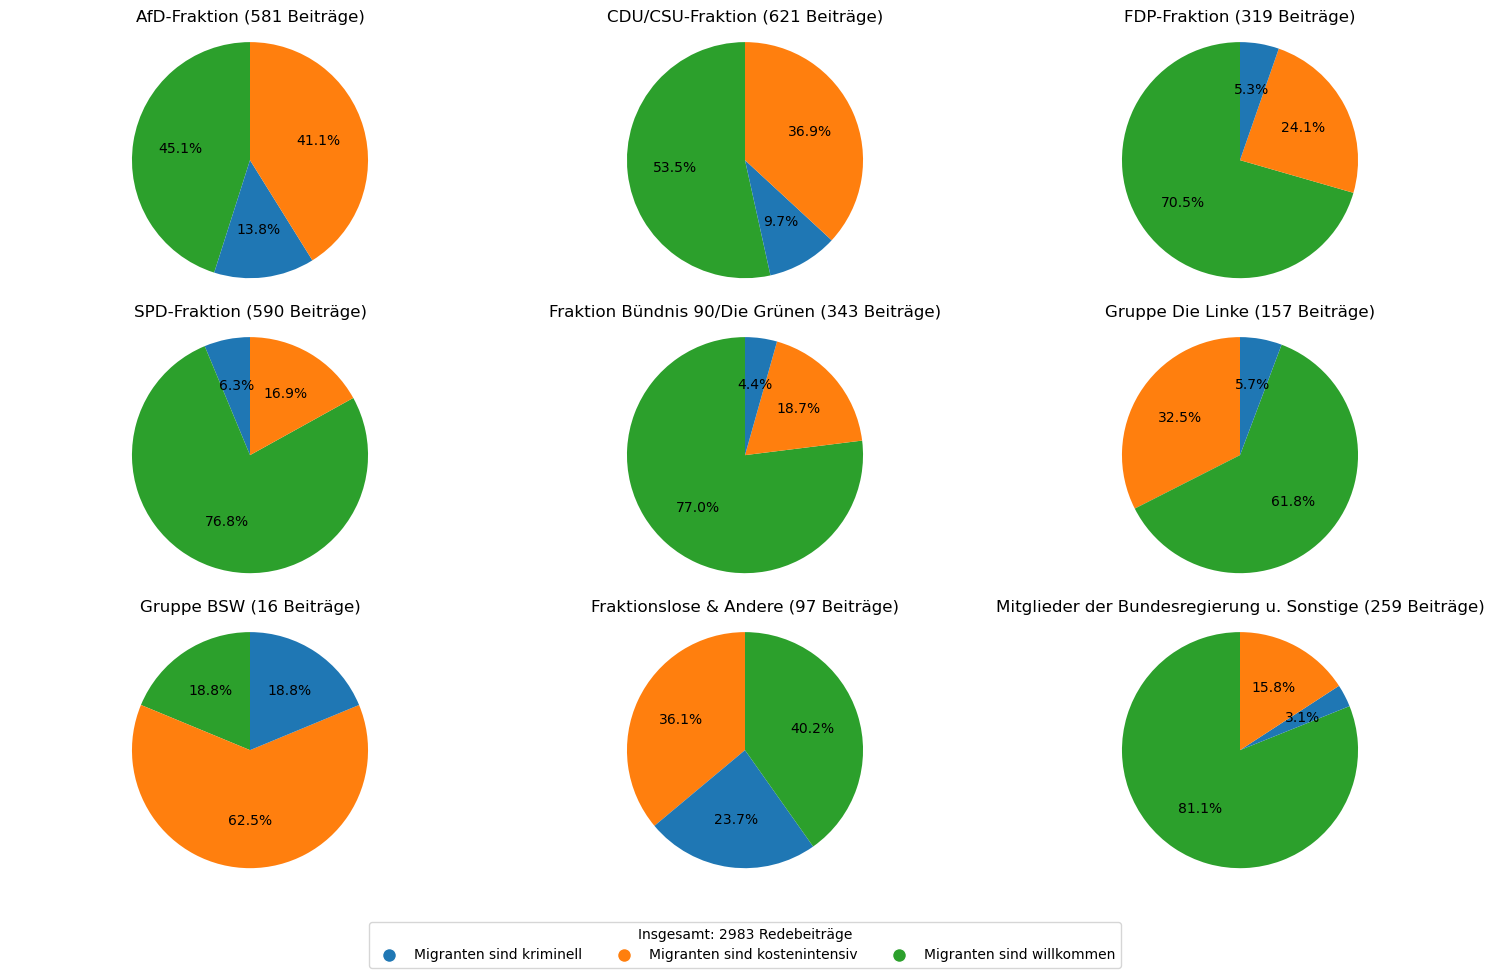 AfD-Fraktion (581 Beiträge)
45.1%
41.1%
13.8%
CDU/CSU-Fraktion (621 Beiträge)
36.9%
53.5%
9.7%
FDP-Fraktion (319 Beiträge)
5.3%
24.1%
70.5%
SPD-Fraktion (590 Beiträge)
6.3%
16.9%
76.8%
Fraktion Bündnis 90/Die Grünen (343 Beiträge)
4.4%
18.7%
77.0%
Gruppe Die Linke (157 Beiträge)
5.7%
32.5%
61.8%
Gruppe BSW (16 Beiträge)
18.8%
18.8%
62.5%
Fraktionslose & Andere (97 Beiträge)
36.1%
40.2%
23.7%
Mitglieder der Bundesregierung u. Sonstige (259 Beiträge)
15.8%
3.1%
81.1%
Insgesamt: 2983 Redebeiträge
Migranten sind kriminell
Migranten sind kostenintensiv
Migranten sind willkommen